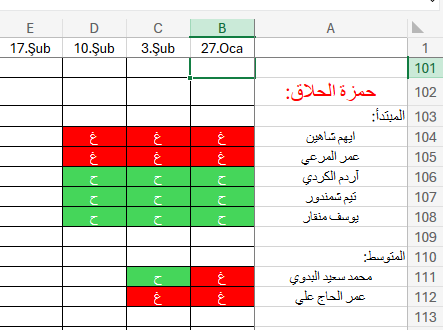 A B C D E
1 27.Oca 3.Şub 10.Şub 17.Şub
101
102 حمزة الحلاق:
103 المبتدأ:
104 ايهم شاهين غ غ غ
105 عمر المرعي غ غ غ
106 آردم الكردي ح ح ح
107 تيم شمندور ح ح ح
108 يوسف منقار ح ح ح
109
110 المتوسط:
111 محمد سعيد البدوي غ ح
112 عمر الحاج علي غ غ
113